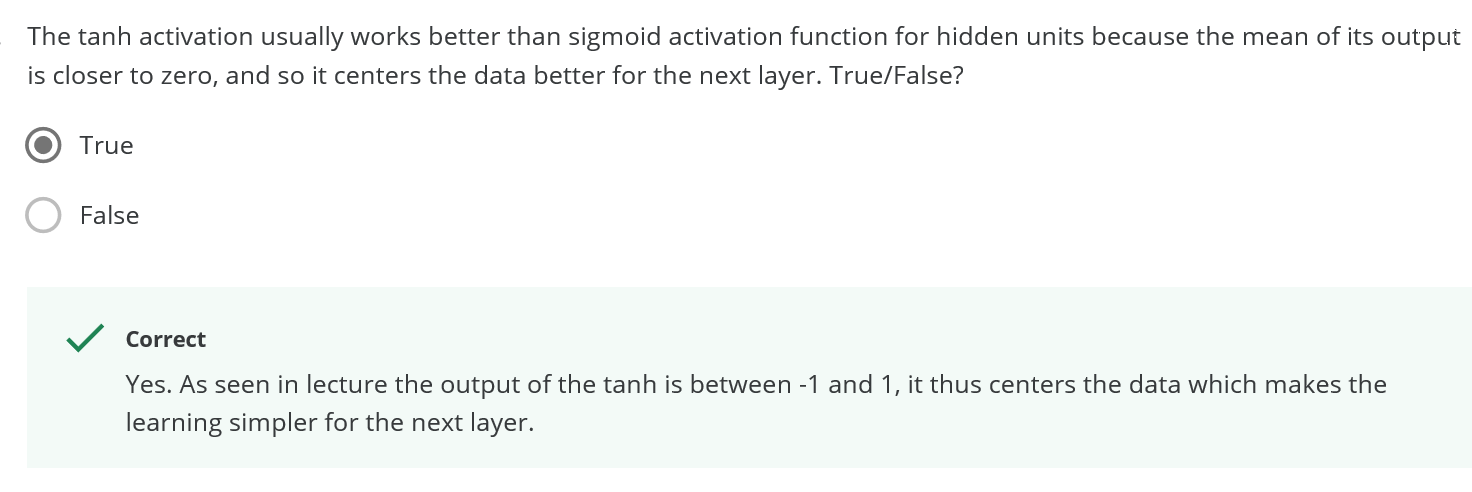 The tanh activation usually works better than sigmoid activation function for hidden units because the mean of its output
is closer to zero, and so it centers the data better for the next layer. True/False?
True
False
Correct
Yes. As seen in lecture the output of the tanh is between -1 and 1, it thus centers the data which makes the
learning simpler for the next layer.